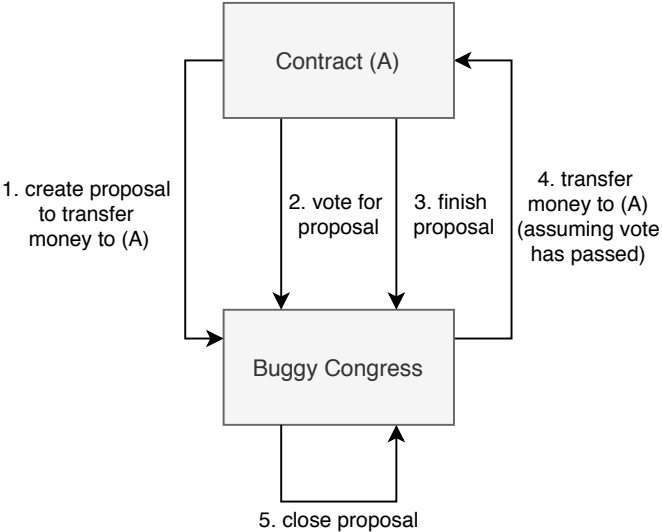 Contract (A)
1. create proposal
to transfer
money to (A)
2. vote for
proposal
3. finish
proposal
4. transfer
money to (A)
(assuming vote
has passed)
Buggy Congress
5. close proposal